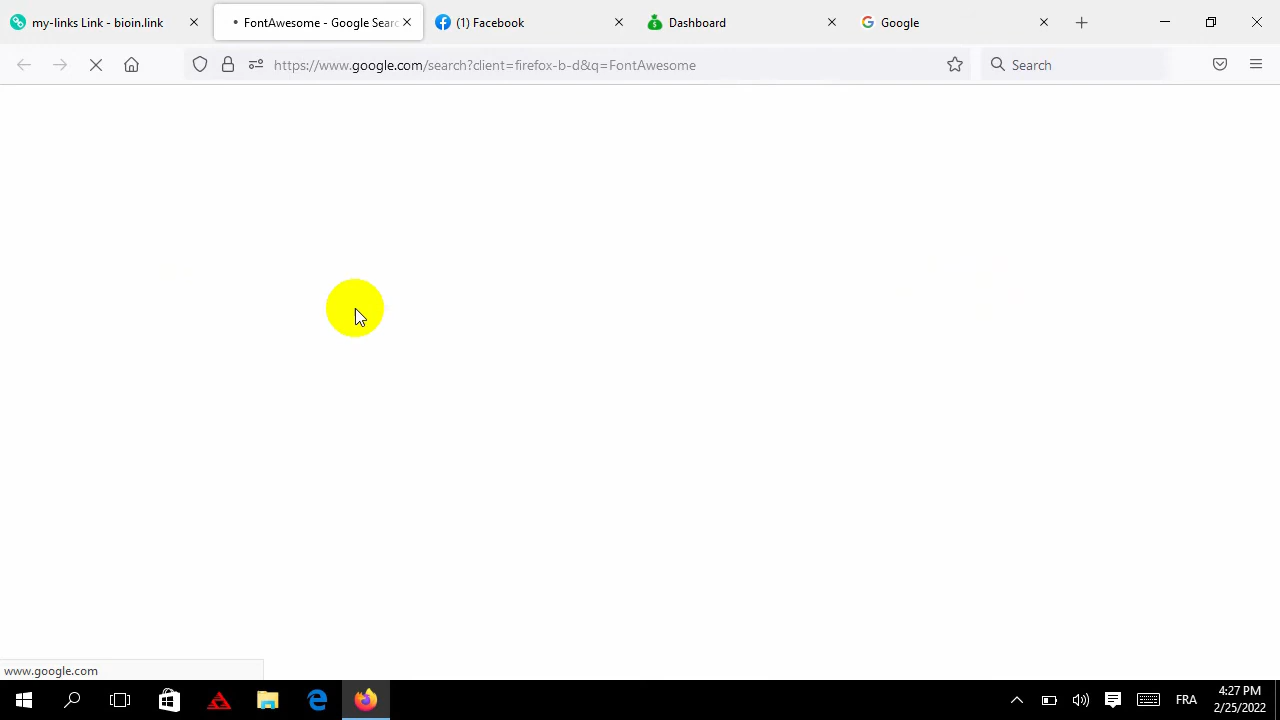 my-links Link - bioin.link
FontAwesome - Google Sear
(1) Facebook
Dashboard
Google
https://www.google.com/search?client=firefox-b-d&q=FontAwesome
Search
www.google.com
FRA
4:27 PM
2/25/2022